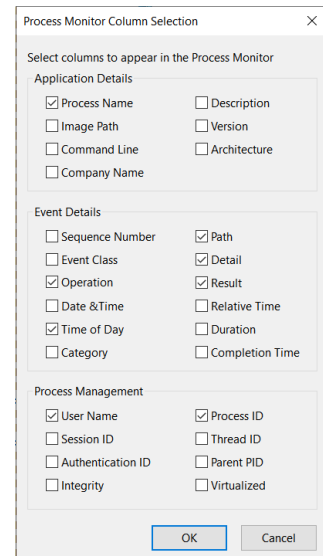 Process Monitor Column Selection
Select columns to appear in the Process Monitor
Application Details
Process Name Description
Image Path Version
Command Line Architecture
Company Name
Event Details
Sequence Number Path
Event Class Detail
Operation Result
Date &Time Relative Time
Time of Day Duration
Category Completion Time
Process Management
User Name Process ID
Session ID Thread ID
Authentication ID Parent PID
Integrity Virtualized
OK Cancel